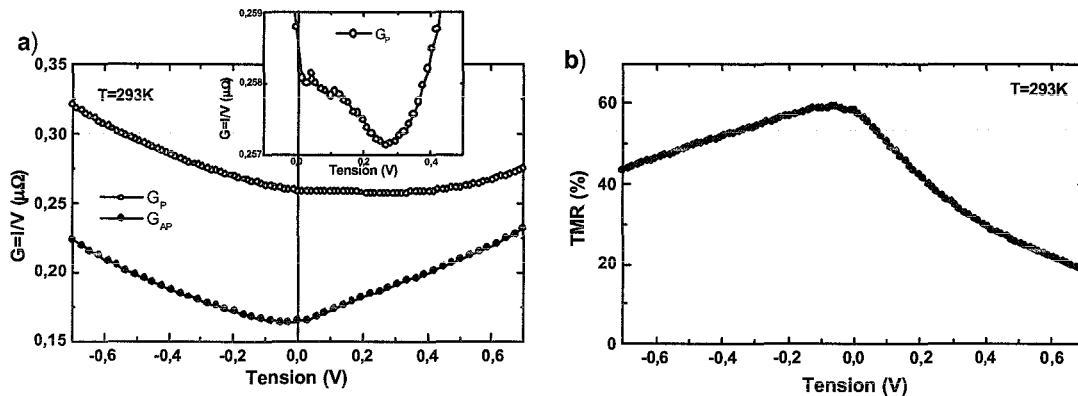 a)
0,35
0,30
0,25
0,20
0,15
G=I/V (μΩ)
T=293K
G_P
G_AP
-0,6 -0,4 -0,2 0,0 0,2 0,4 0,6
Tension (V)
0,259
0,258
0,257
G=I/V (μΩ)
G_P
0,0 0,2 0,4
Tension (V)
b)
60
40
20
0
TMR (%)
T=293K
-0,6 -0,4 -0,2 0,0 0,2 0,4 0,6
Tension (V)